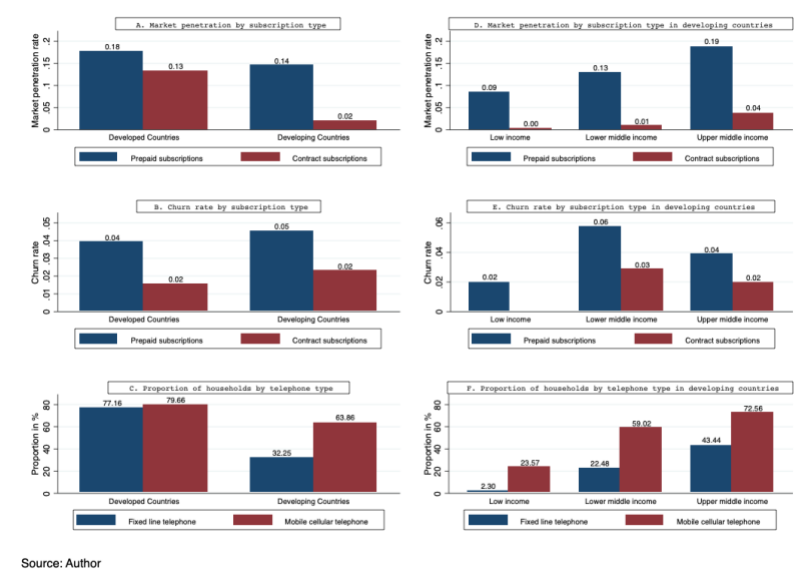 A. Market penetration by subscription type
Market penetration rate
0 .05 .1 .15 .2
0.18
0.13
0.14
0.02
Developed Countries Developing Countries
Prepaid subscriptions Contract subscriptions
D. Market penetration by subscription type in developing countries
Market penetration rate
0 .05 .1 .15 .2
0.09
0.00
0.13
0.01
0.19
0.04
Low income Lower middle income Upper middle income
Prepaid subscriptions Contract subscriptions
B. Churn rate by subscription type
Churn rate
0 .01 .02 .03 .04 .05
0.04
0.02
0.05
0.02
Developed Countries Developing Countries
Prepaid subscriptions Contract subscriptions
E. Churn rate by subscription type in developing countries
Churn rate
0 .02 .04 .06
0.02
0.06
0.03
0.04
0.02
Low income Lower middle income Upper middle income
Prepaid subscriptions Contract subscriptions
C. Proportion of households by telephone type
Proportion in %
0 20 40 60 80
77.16
79.66
32.25
63.86
Developed Countries Developing Countries
Fixed line telephone Mobile cellular telephone
F. Proportion of households by telephone type in developing countries
Proportion in %
0 20 40 60 80
2.30
23.57
22.48
59.02
43.44
72.56
Low income Lower middle income Upper middle income
Fixed line telephone Mobile cellular telephone
Source: Author